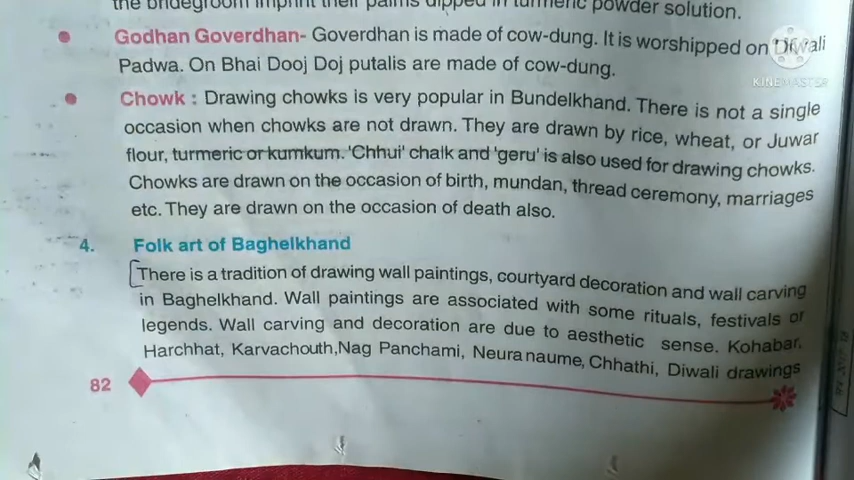 the bridegroom imprint their palms dipped in turmeric powder solution.
Godhan Goverdhan- Goverdhan is made of cow-dung. It is worshipped on Diwali
Padwa. On Bhai Dooj Doj putalis are made of cow-dung.
KINEMASTER
Chowk : Drawing chowks is very popular in Bundelkhand. There is not a single
occasion when chowks are not drawn. They are drawn by rice, wheat, or Juwar
flour, turmeric or kumkum. 'Chhui' chalk and 'geru' is also used for drawing chowks.
Chowks are drawn on the occasion of birth, mundan, thread ceremony, marriages
etc. They are drawn on the occasion of death also.
4. Folk art of Baghelkhand
There is a tradition of drawing wall paintings, courtyard decoration and wall carving
in Baghelkhand. Wall paintings are associated with some rituals, festivals or
legends. Wall carving and decoration are due to aesthetic sense. Kohabar,
Harchhat, Karvachouth,Nag Panchami, Neura naume, Chhathi, Diwali drawings
82